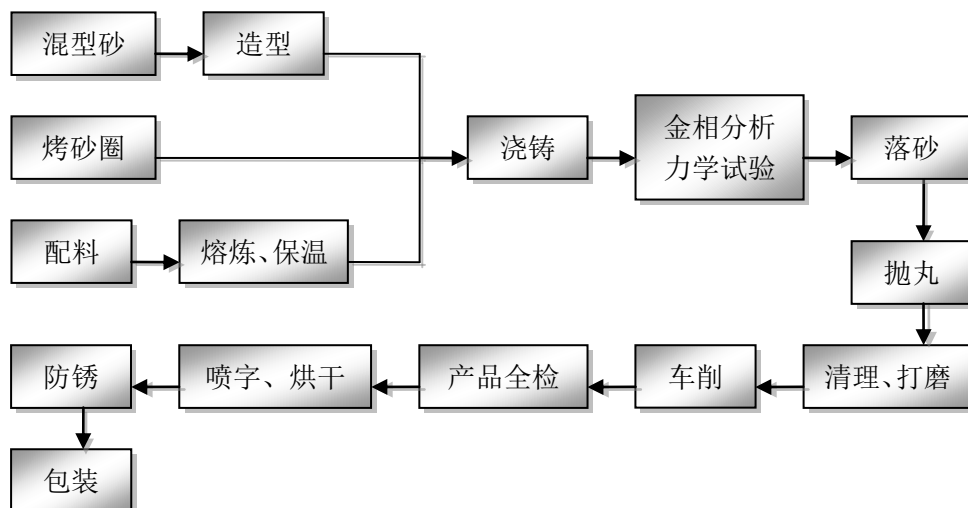 混型砂
造型
烤砂圈
浇铸
金相分析
力学试验
落砂
配料
熔炼、保温
抛丸
清理、打磨
车削
产品全检
喷字、烘干
防锈
包装